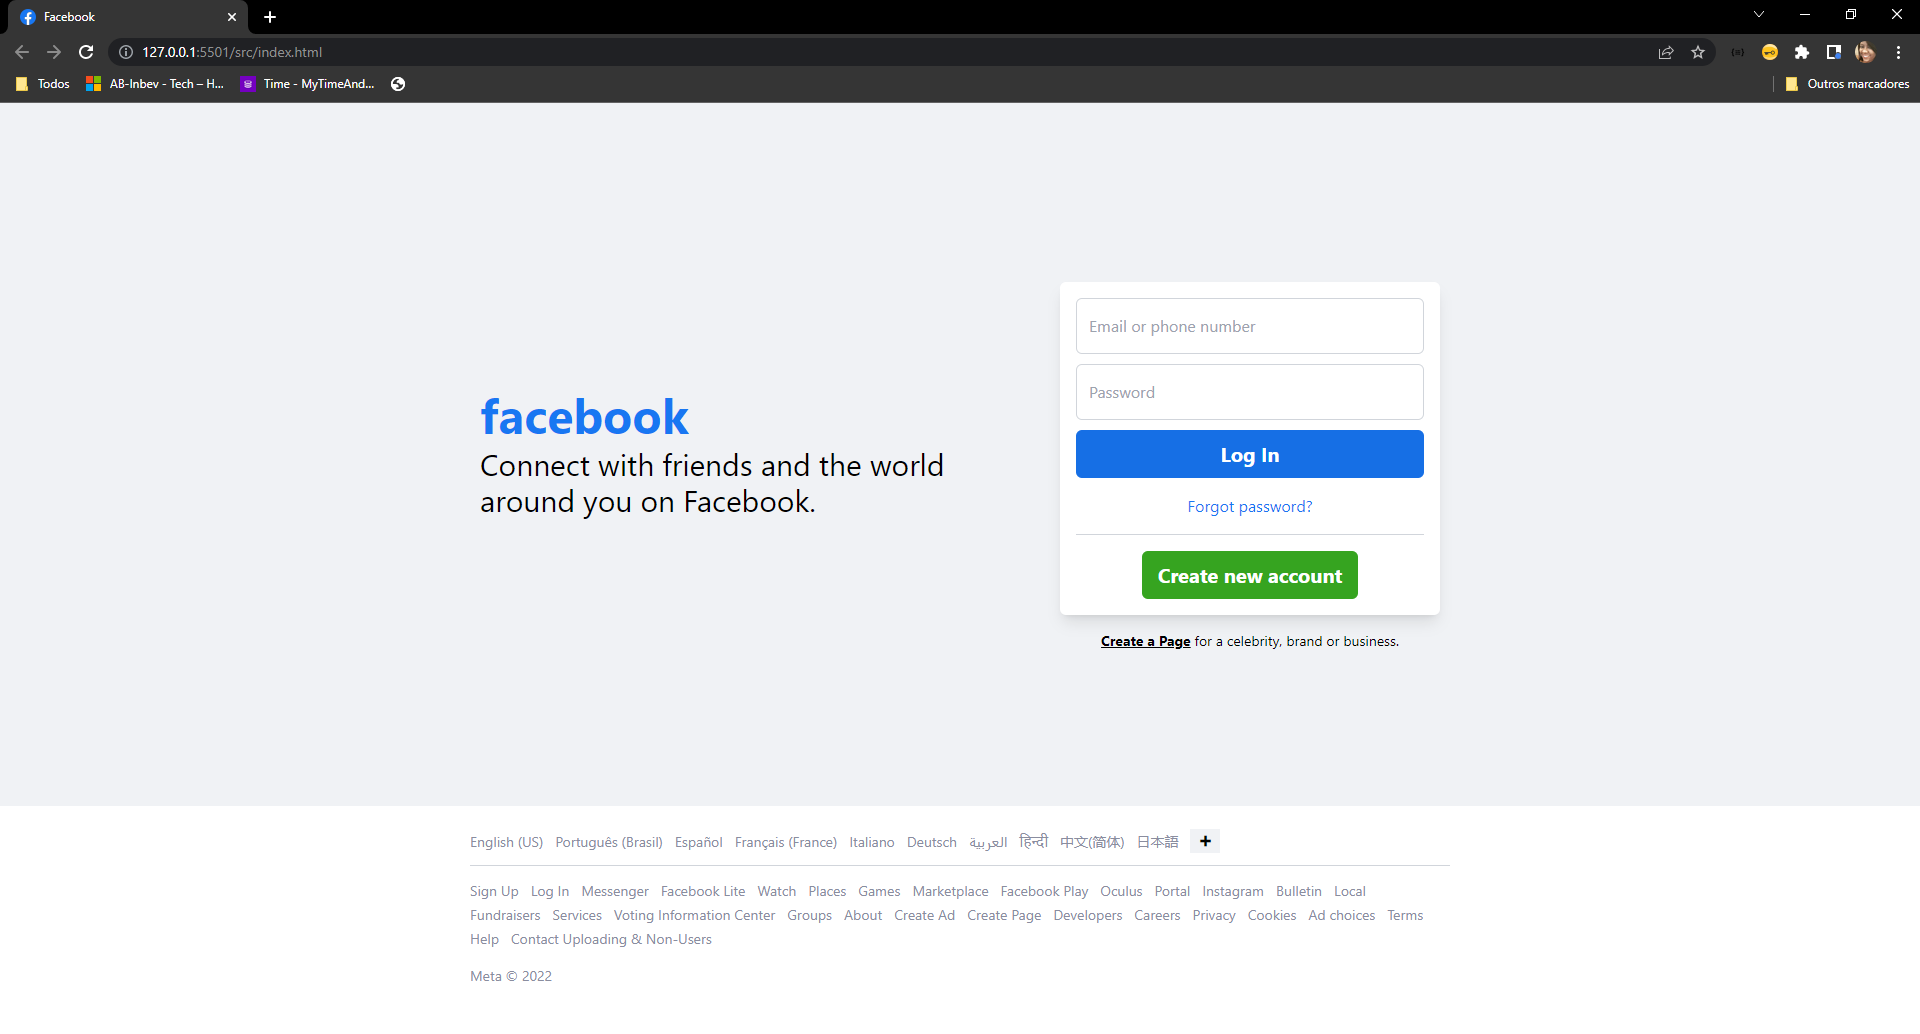 Facebook
127.0.0.1:5501/src/index.html
Todos AB-Inbev - Tech – H... Time - MyTimeAnd... Outros marcadores
facebook
Connect with friends and the world
around you on Facebook.
Email or phone number
Password
Log In
Forgot password?
Create new account
Create a Page for a celebrity, brand or business.
English (US) Português (Brasil) Español Français (France) Italiano Deutsch العربية हिन्दी 中文(简体) 日本語 +
Sign Up Log In Messenger Facebook Lite Watch Places Games Marketplace Facebook Play Oculus Portal Instagram Bulletin Local
Fundraisers Services Voting Information Center Groups About Create Ad Create Page Developers Careers Privacy Cookies Ad choices Terms
Help Contact Uploading & Non-Users
Meta © 2022